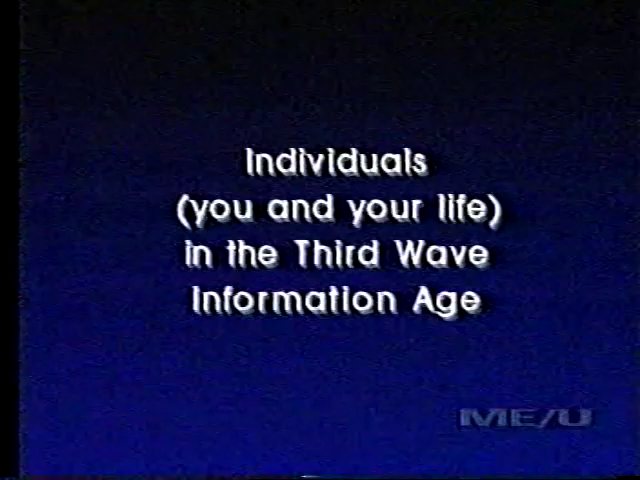 Individuals
(you and your life)
in the Third Wave
Information Age
ME/U